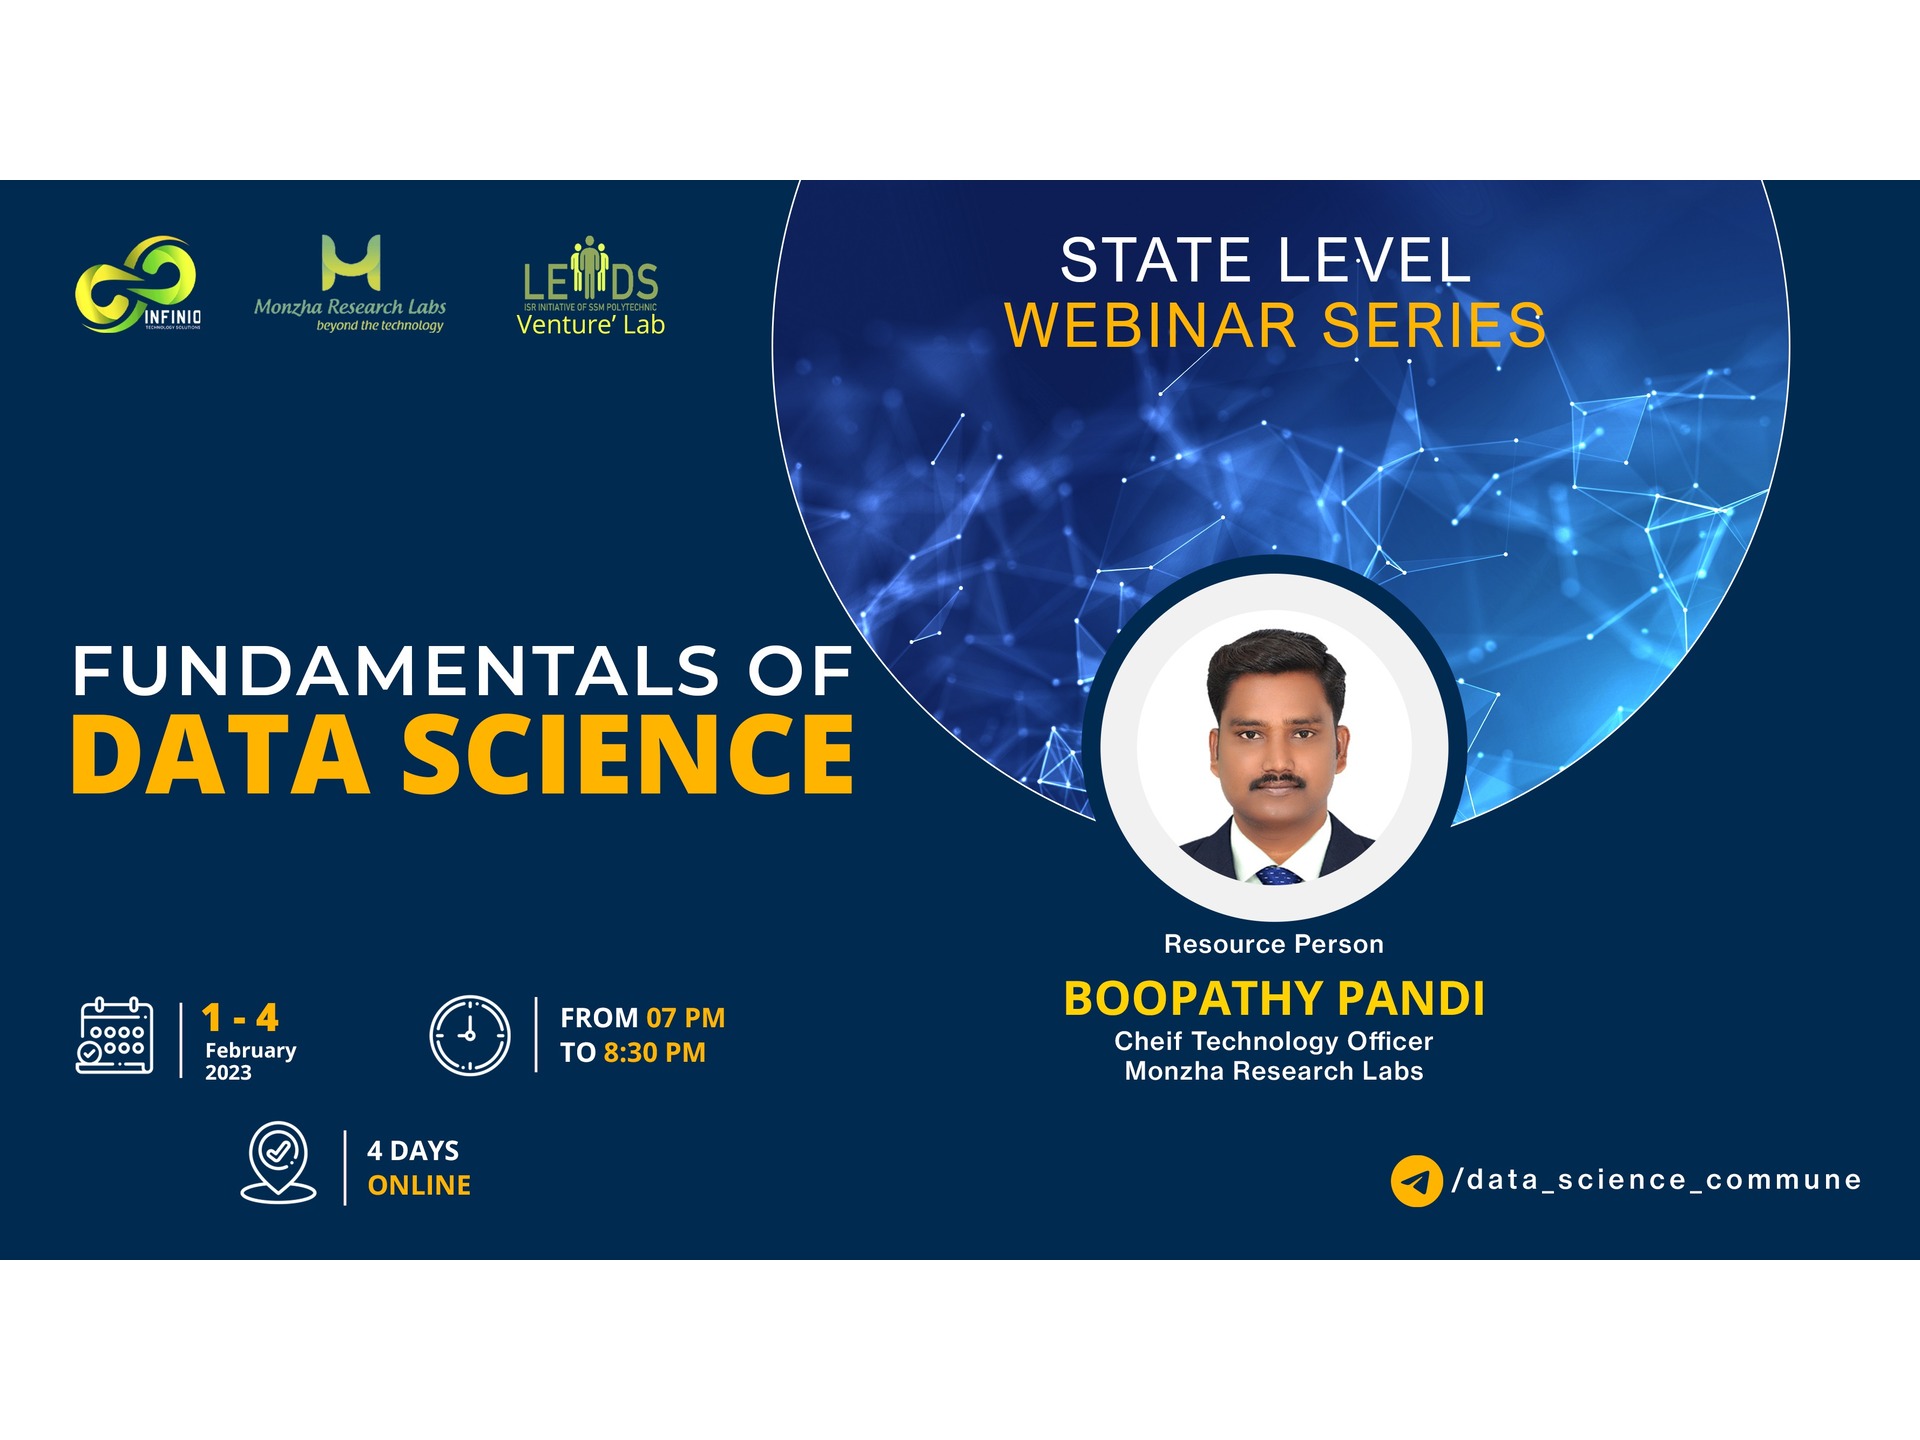 INFINIO
TECHNOLOGY SOLUTIONS
Monzha Research Labs
beyond the technology
LEADS
ISR INITIATIVE OF SSM POLYTECHNIC
Venture' Lab
STATE LEVEL
WEBINAR SERIES
FUNDAMENTALS OF
DATA SCIENCE
1 - 4
February
2023
FROM 07 PM
TO 8:30 PM
4 DAYS
ONLINE
Resource Person
BOOPATHY PANDI
Cheif Technology Officer
Monzha Research Labs
/data_science_commune